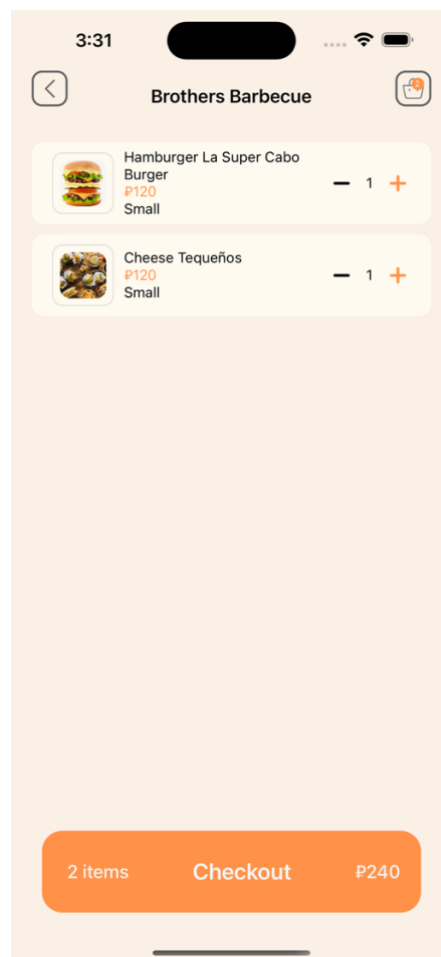 3:31
Brothers Barbecue
2
Hamburger La Super Cabo
Burger
₽120
Small
1
Cheese Tequeños
₽120
Small
1
2 items Checkout ₽240